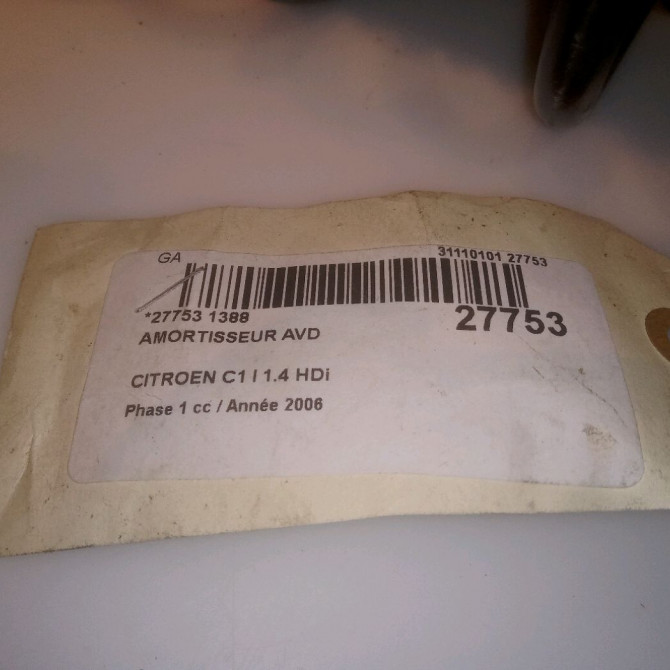 GA 31110101 27753
*27753 1388 27753
AMORTISSEUR AVD
CITROEN C1 I 1.4 HDi
Phase 1 cc / Année 2006